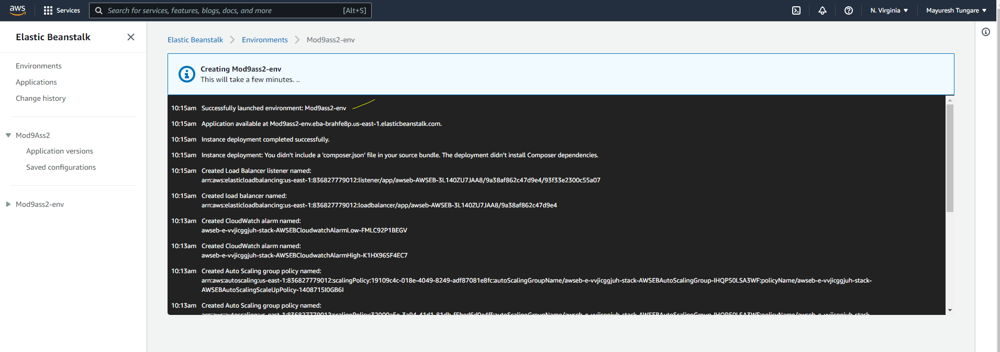 aws
Services
Search for services, features, blogs, docs, and more
[Alt+S]
N. Virginia
Mayuresh Tungare
Elastic Beanstalk
Environments
Applications
Change history
Mod9Ass2
Application versions
Saved configurations
Mod9ass2-env
Elastic Beanstalk
Environments
Mod9ass2-env
Creating Mod9ass2-env
This will take a few minutes. ..
10:15am Successfully launched environment: Mod9ass2-env
10:15am Application available at Mod9ass2-env.eba-brahfe8p.us-east-1.elasticbeanstalk.com.
10:15am Instance deployment completed successfully.
10:15am Instance deployment: You didn't include a 'composer.json' file in your source bundle. The deployment didn't install Composer dependencies.
10:15am Created Load Balancer listener named:
arn:aws:elasticloadbalancing:us-east-1:836827779012:listener/app/awseb-AWSEB-3L140ZU7JAA8/9a38af862c47d9e4/93f33e2300c55a07
10:15am Created load balancer named:
arn:aws:elasticloadbalancing:us-east-1:836827779012:loadbalancer/app/awseb-AWSEB-3L140ZU7JAA8/9a38af862c47d9e4
10:13am Created CloudWatch alarm named:
awseb-e-vvjicggjuh-stack-AWSEBCloudwatchAlarmLow-FMLC92P1BEGV
10:13am Created CloudWatch alarm named:
awseb-e-vvjicggjuh-stack-AWSEBCloudwatchAlarmHigh-K1HX96SF4EC7
10:13am Created Auto Scaling group policy named:
arn:aws:autoscaling:us-east-1:836827779012:scalingPolicy:19109c4c-018e-4049-8249-adf87081e8fc:autoScalingGroupName/awseb-e-vvjicggjuh-stack-AWSEBAutoScalingGroup-IHQP50LSA3WF:policyName/awseb-e-vvjicggjuh-stack-
AWSEBAutoScalingScaleUpPolicy-1408715I0GB6I
10:13am Created Auto Scaling group policy named: